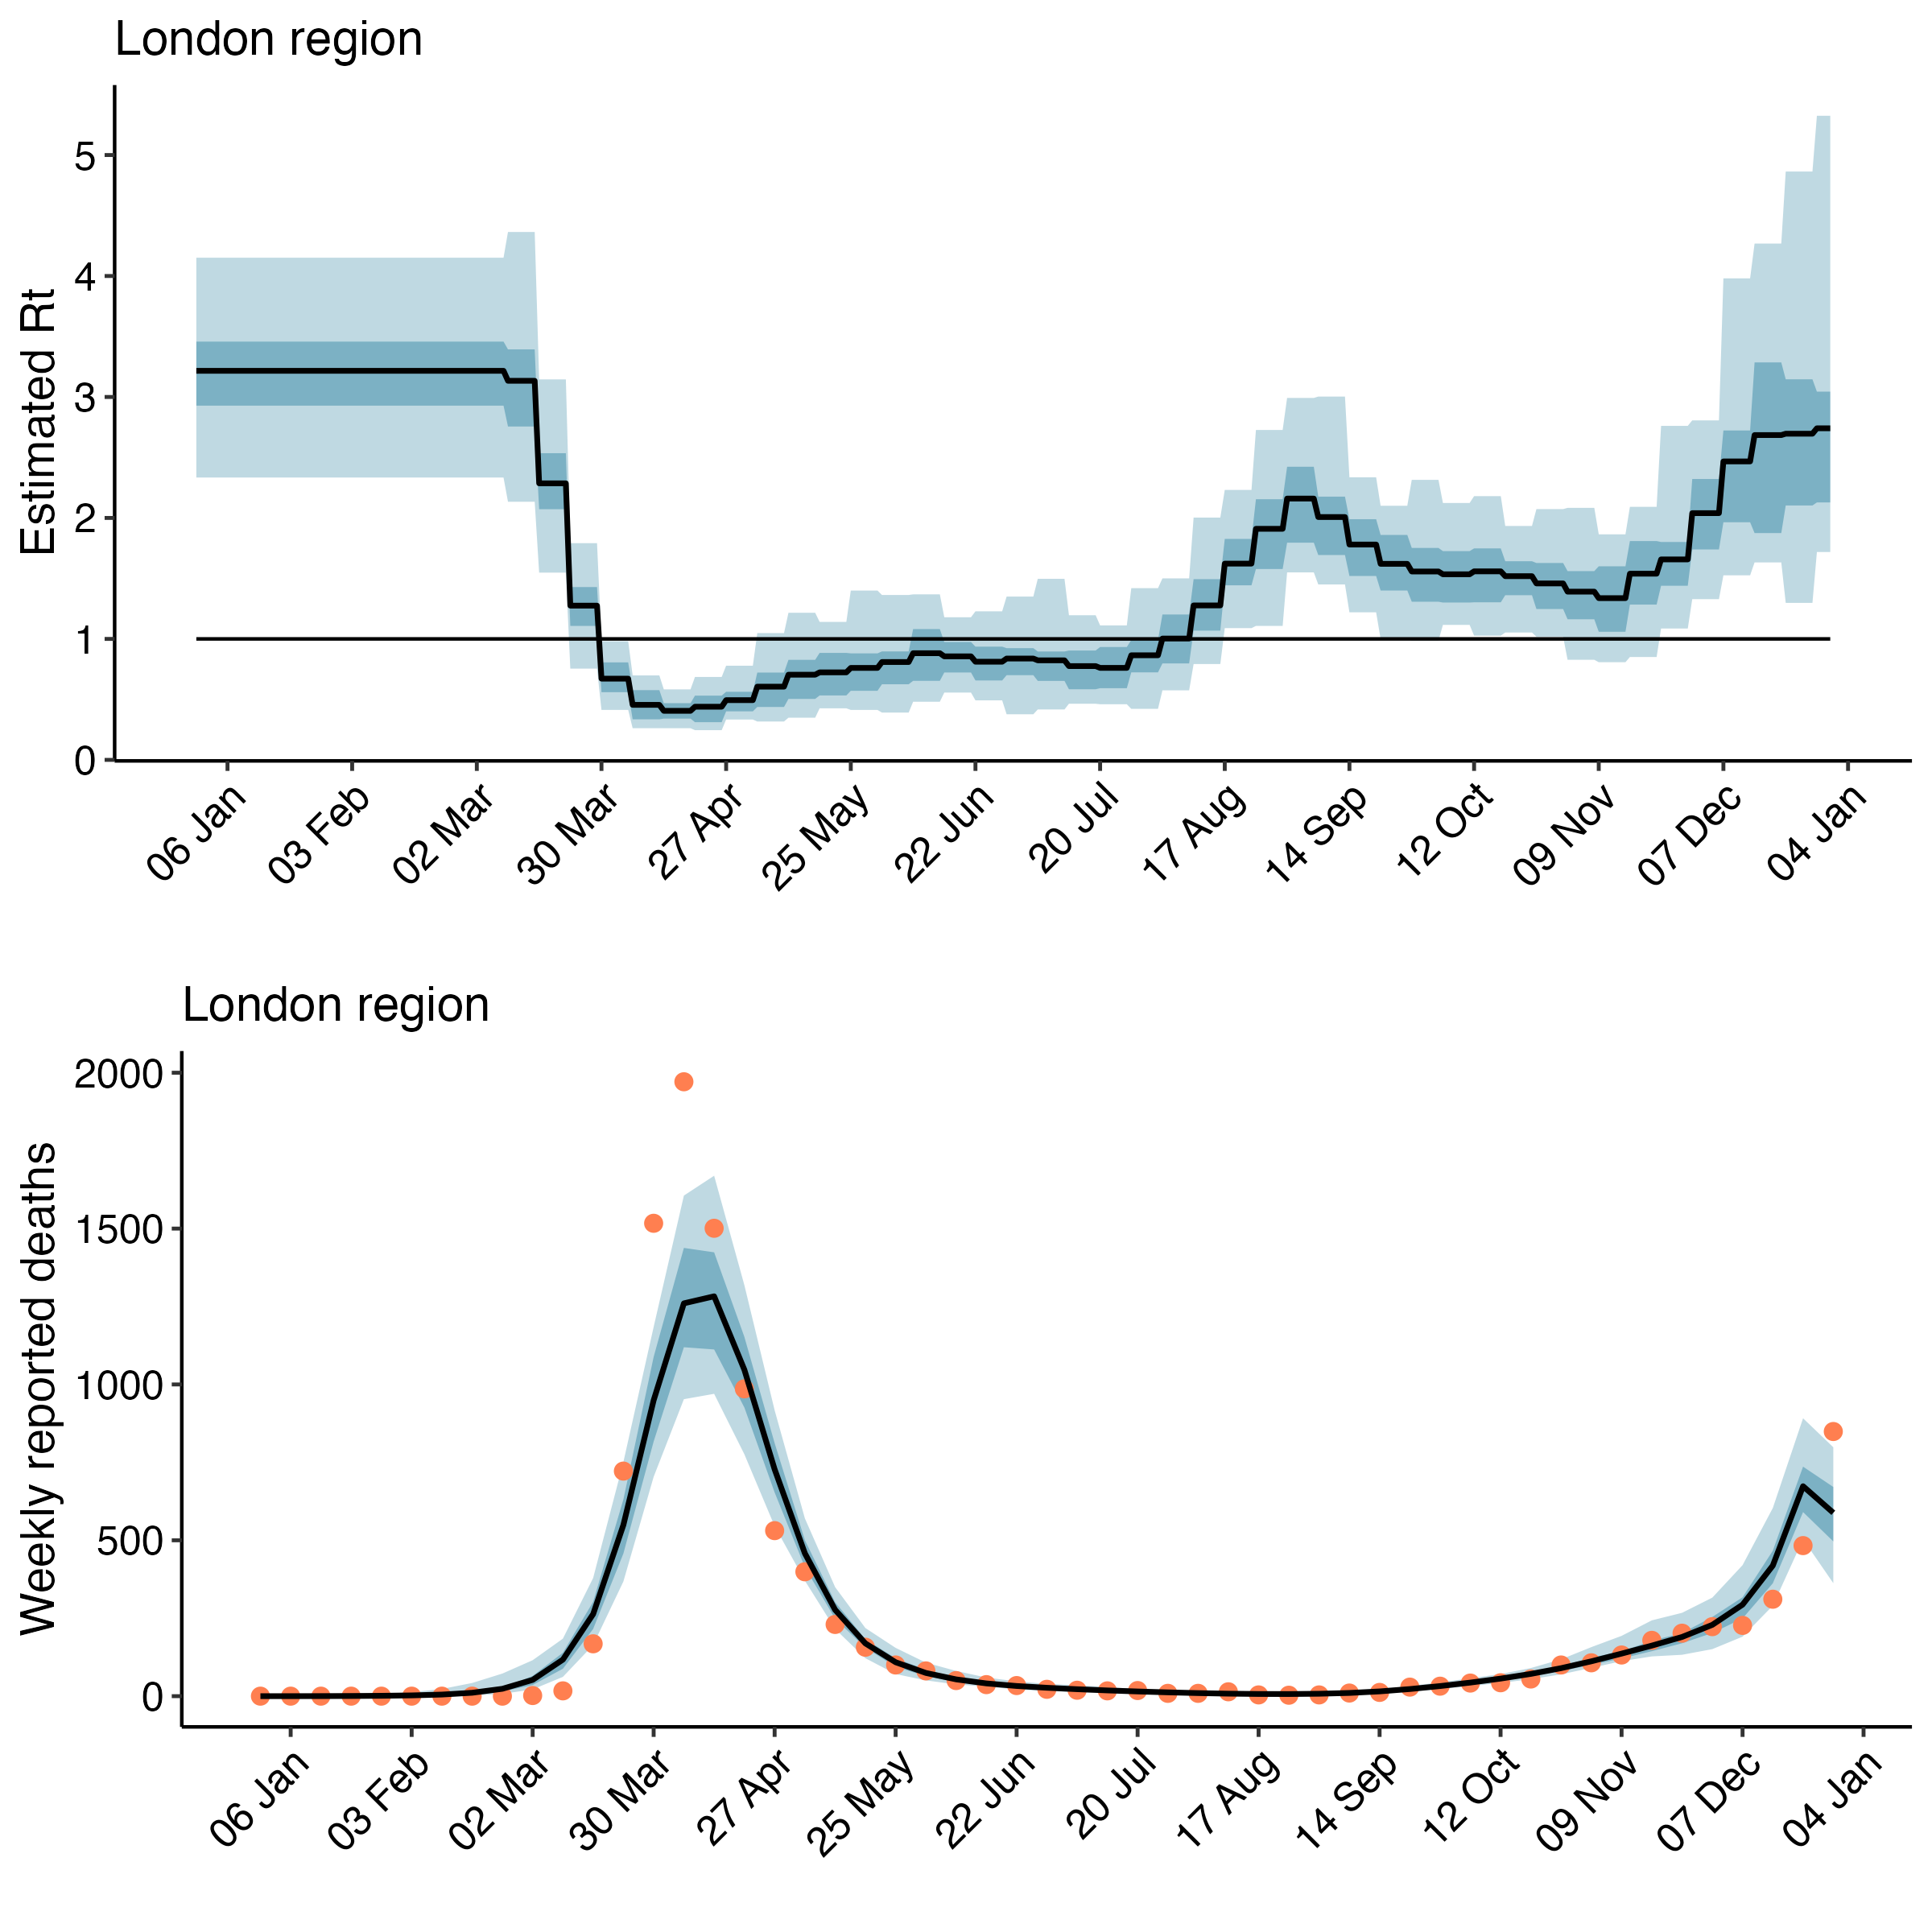 London region
Estimated Rt
5
4
3
2
1
0
06 Jan
03 Feb
02 Mar
30 Mar
27 Apr
25 May
22 Jun
20 Jul
17 Aug
14 Sep
12 Oct
09 Nov
07 Dec
04 Jan
London region
Weekly reported deaths
2000
1500
1000
500
0
06 Jan
03 Feb
02 Mar
30 Mar
27 Apr
25 May
22 Jun
20 Jul
17 Aug
14 Sep
12 Oct
09 Nov
07 Dec
04 Jan